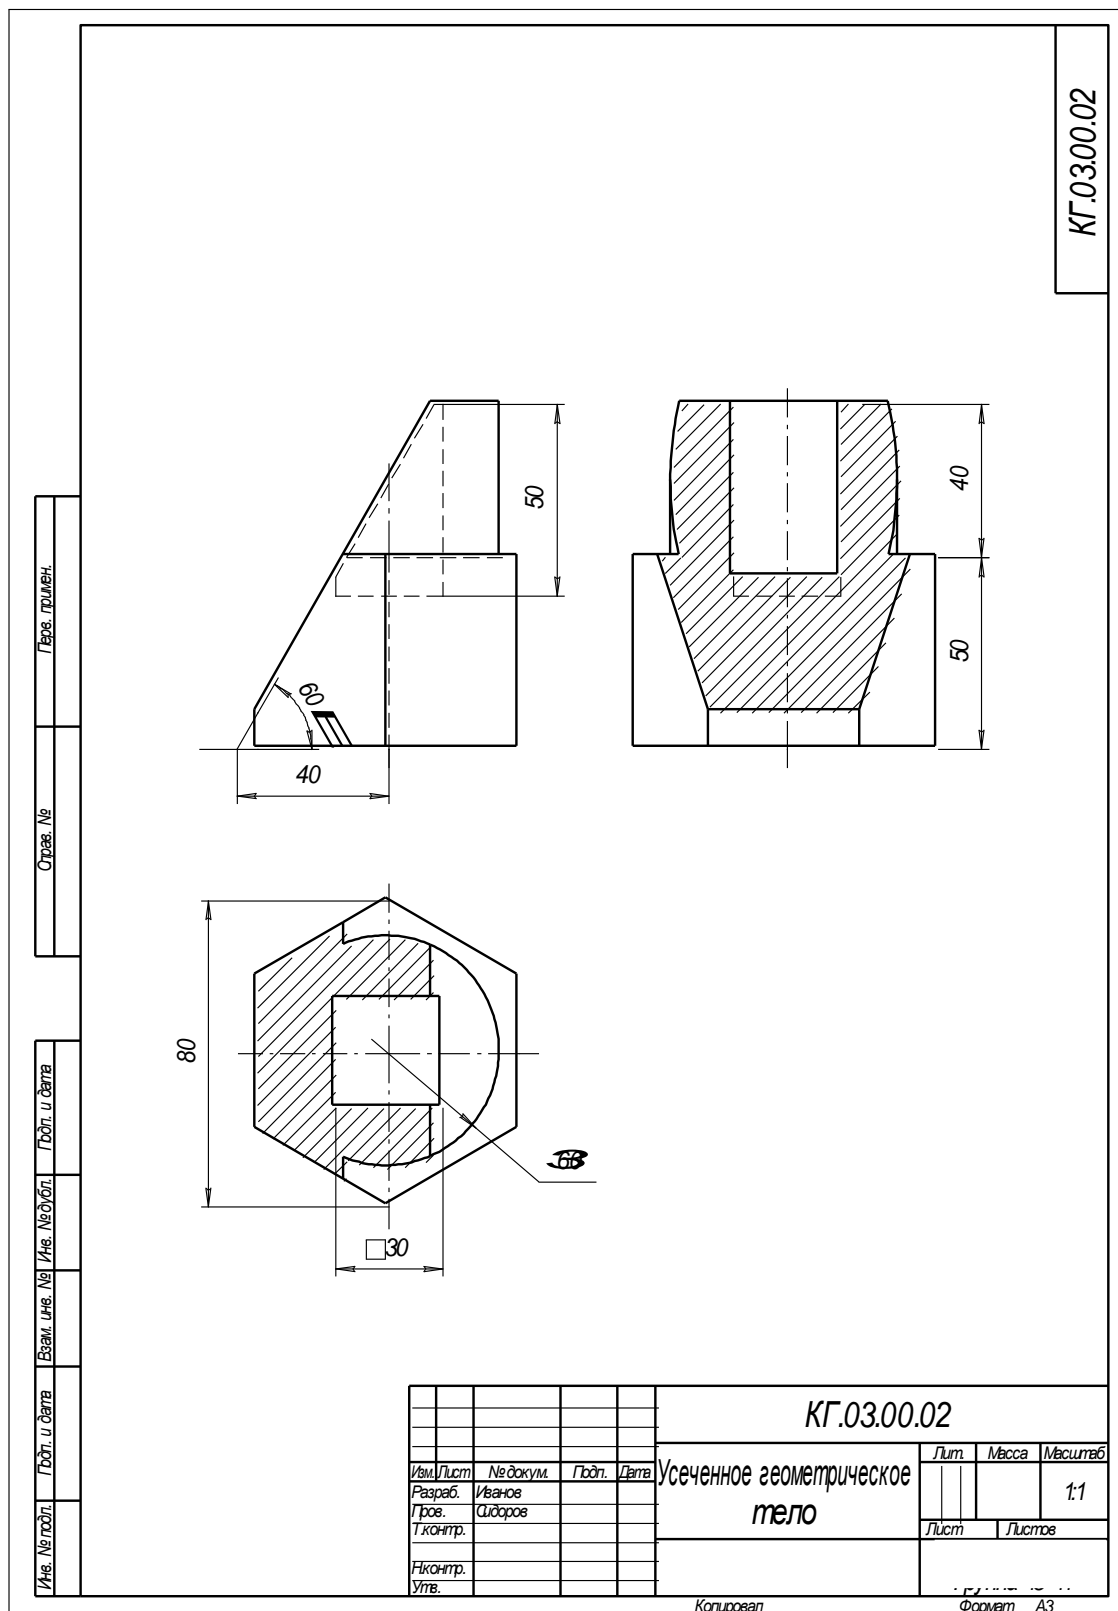 КГ.03.00.02
50
40
50
60
40
80
□30
Перв. примен.
Справ. №
Подп. и дата
Инв. № дубл.
Взам. инв. №
Подп. и дата
Инв. № подл.
КГ.03.00.02
Изм. Лист № докум. Подп. Дата
Разраб. Иванов
Пров. Сидоров
Т.контр.
Н.контр.
Утв.
Усеченное геометрическое
тело
Лит. Масса Масштаб
1:1
Лист Листов
Копировал Формат А3